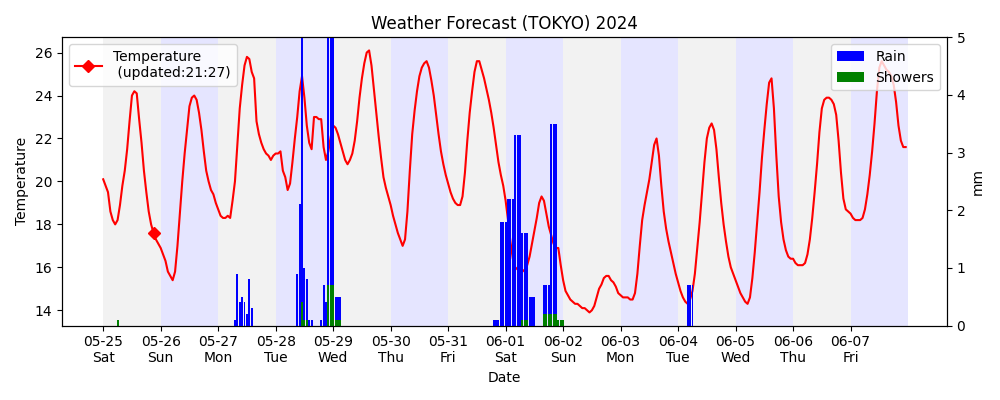 Weather Forecast (TOKYO) 2024
Temperature
(updated:21:27)
Rain
Showers
Temperature
26
24
22
20
18
16
14
5
4
3
2
1
0
mm
05-25 05-26 05-27 05-28 05-29 05-30 05-31 06-01 06-02 06-03 06-04 06-05 06-06 06-07
Sat Sun Mon Tue Wed Thu Fri Sat Sun Mon Tue Wed Thu Fri
Date